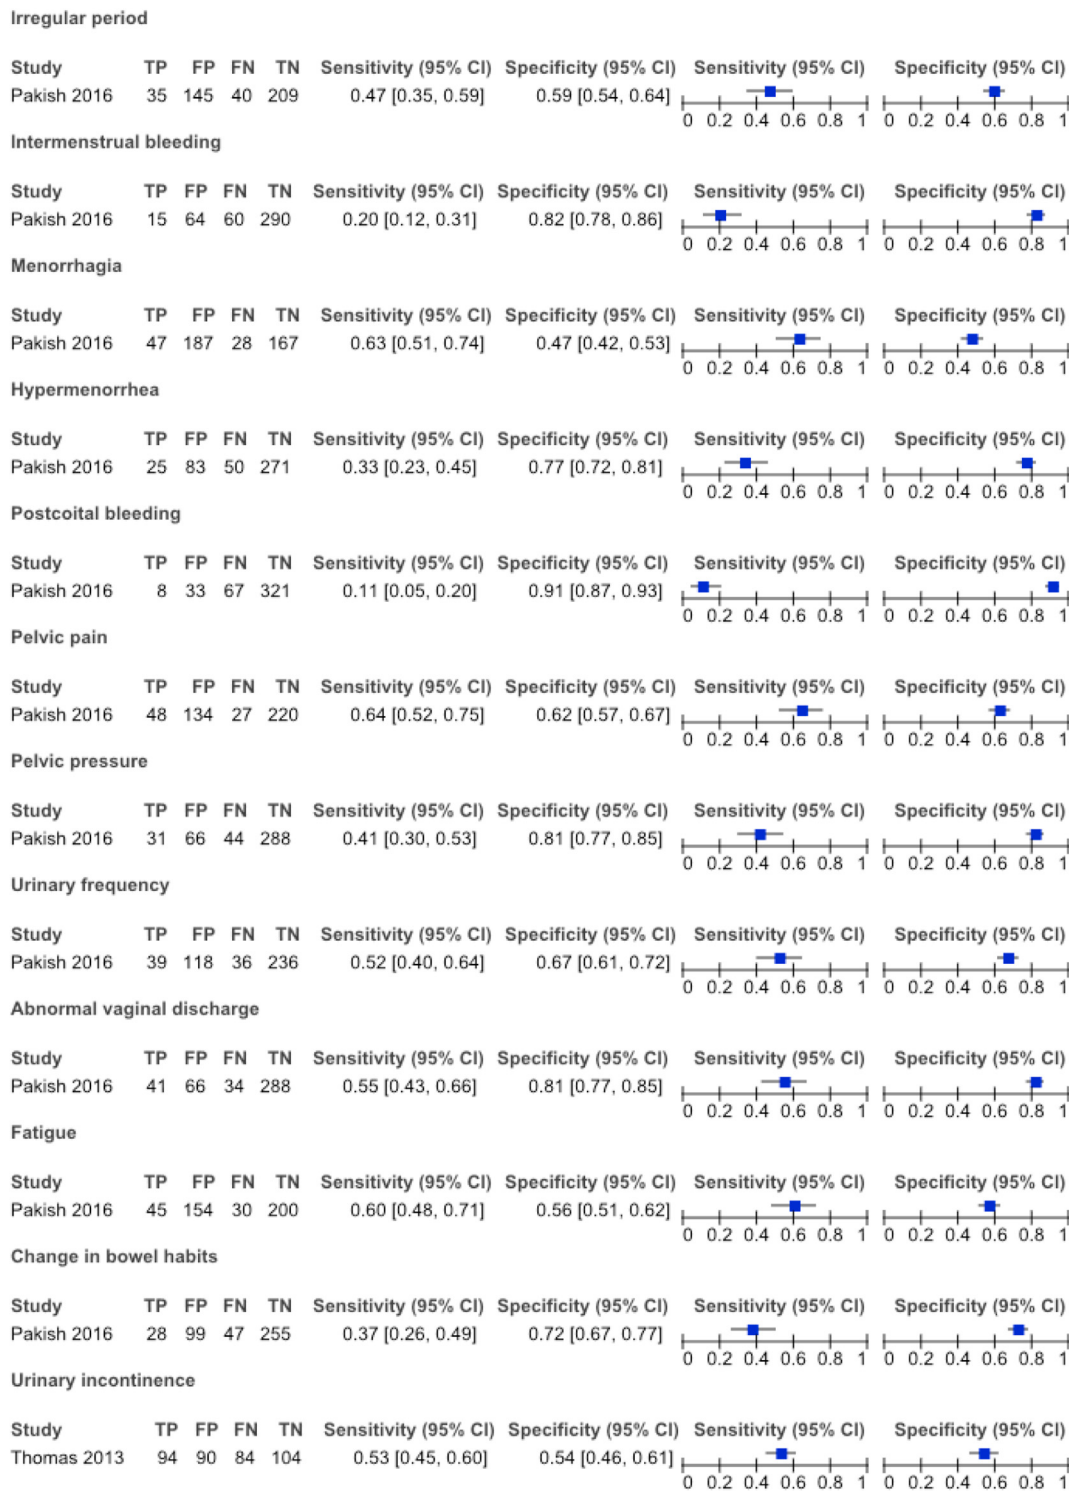 Irregular period
Study TP FP FN TN Sensitivity (95% CI) Specificity (95% CI) Sensitivity (95% CI) Specificity (95% CI)
Pakish 2016 35 145 40 209 0.47 [0.35, 0.59] 0.59 [0.54, 0.64]
0 0.2 0.4 0.6 0.8 1 0 0.2 0.4 0.6 0.8 1
Intermenstrual bleeding
Study TP FP FN TN Sensitivity (95% CI) Specificity (95% CI) Sensitivity (95% CI) Specificity (95% CI)
Pakish 2016 15 64 60 290 0.20 [0.12, 0.31] 0.82 [0.78, 0.86]
0 0.2 0.4 0.6 0.8 1 0 0.2 0.4 0.6 0.8 1
Menorrhagia
Study TP FP FN TN Sensitivity (95% CI) Specificity (95% CI) Sensitivity (95% CI) Specificity (95% CI)
Pakish 2016 47 187 28 167 0.63 [0.51, 0.74] 0.47 [0.42, 0.53]
0 0.2 0.4 0.6 0.8 1 0 0.2 0.4 0.6 0.8 1
Hypermenorrhea
Study TP FP FN TN Sensitivity (95% CI) Specificity (95% CI) Sensitivity (95% CI) Specificity (95% CI)
Pakish 2016 25 83 50 271 0.33 [0.23, 0.45] 0.77 [0.72, 0.81]
0 0.2 0.4 0.6 0.8 1 0 0.2 0.4 0.6 0.8 1
Postcoital bleeding
Study TP FP FN TN Sensitivity (95% CI) Specificity (95% CI) Sensitivity (95% CI) Specificity (95% CI)
Pakish 2016 8 33 67 321 0.11 [0.05, 0.20] 0.91 [0.87, 0.93]
0 0.2 0.4 0.6 0.8 1 0 0.2 0.4 0.6 0.8 1
Pelvic pain
Study TP FP FN TN Sensitivity (95% CI) Specificity (95% CI) Sensitivity (95% CI) Specificity (95% CI)
Pakish 2016 48 134 27 220 0.64 [0.52, 0.75] 0.62 [0.57, 0.67]
0 0.2 0.4 0.6 0.8 1 0 0.2 0.4 0.6 0.8 1
Pelvic pressure
Study TP FP FN TN Sensitivity (95% CI) Specificity (95% CI) Sensitivity (95% CI) Specificity (95% CI)
Pakish 2016 31 66 44 288 0.41 [0.30, 0.53] 0.81 [0.77, 0.85]
0 0.2 0.4 0.6 0.8 1 0 0.2 0.4 0.6 0.8 1
Urinary frequency
Study TP FP FN TN Sensitivity (95% CI) Specificity (95% CI) Sensitivity (95% CI) Specificity (95% CI)
Pakish 2016 39 118 36 236 0.52 [0.40, 0.64] 0.67 [0.61, 0.72]
0 0.2 0.4 0.6 0.8 1 0 0.2 0.4 0.6 0.8 1
Abnormal vaginal discharge
Study TP FP FN TN Sensitivity (95% CI) Specificity (95% CI) Sensitivity (95% CI) Specificity (95% CI)
Pakish 2016 41 66 34 288 0.55 [0.43, 0.66] 0.81 [0.77, 0.85]
0 0.2 0.4 0.6 0.8 1 0 0.2 0.4 0.6 0.8 1
Fatigue
Study TP FP FN TN Sensitivity (95% CI) Specificity (95% CI) Sensitivity (95% CI) Specificity (95% CI)
Pakish 2016 45 154 30 200 0.60 [0.48, 0.71] 0.56 [0.51, 0.62]
0 0.2 0.4 0.6 0.8 1 0 0.2 0.4 0.6 0.8 1
Change in bowel habits
Study TP FP FN TN Sensitivity (95% CI) Specificity (95% CI) Sensitivity (95% CI) Specificity (95% CI)
Pakish 2016 28 99 47 255 0.37 [0.26, 0.49] 0.72 [0.67, 0.77]
0 0.2 0.4 0.6 0.8 1 0 0.2 0.4 0.6 0.8 1
Urinary incontinence
Study TP FP FN TN Sensitivity (95% CI) Specificity (95% CI) Sensitivity (95% CI) Specificity (95% CI)
Thomas 2013 94 90 84 104 0.53 [0.45, 0.60] 0.54 [0.46, 0.61]
0 0.2 0.4 0.6 0.8 1 0 0.2 0.4 0.6 0.8 1